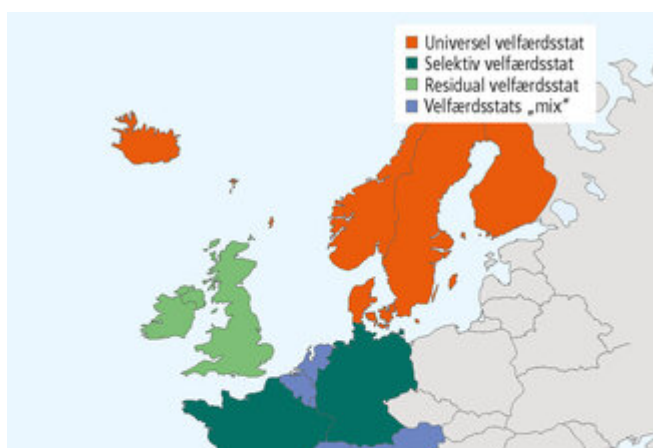 Universel velfærdsstat
Selektiv velfærdsstat
Residual velfærdsstat
Velfærdsstats „mix“